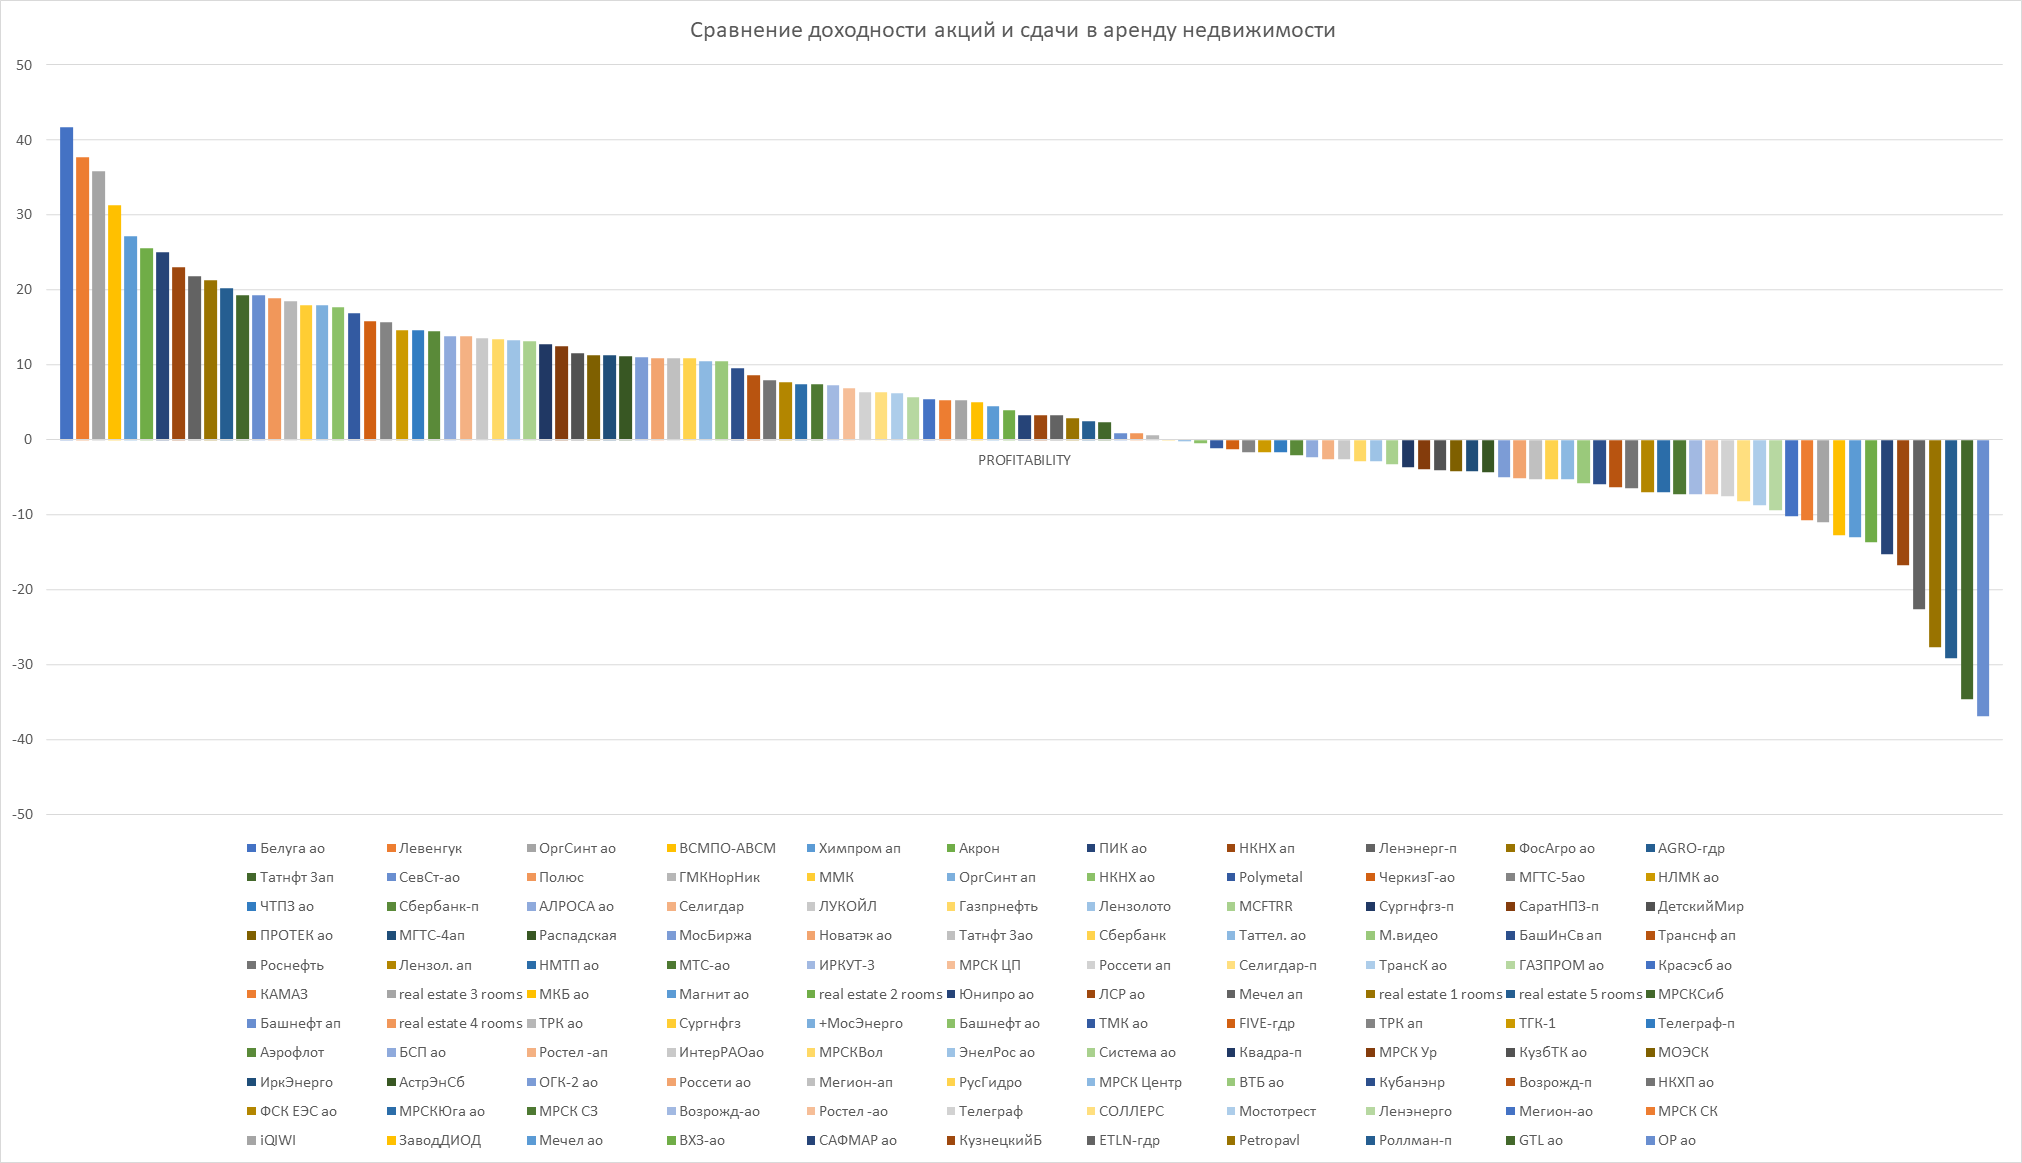 Сравнение доходности акций и сдачи в аренду недвижимости
50
40
30
20
10
0
PROFITABILITY
-10
-20
-30
-40
-50
Белуга ао Левенгук ОргСинт ао ВСМПО-АВСМ Химпром ап Акрон ПИК ао НКНХ ап Ленэнерг-п ФосАгро ао AGRO-гдр
Татнфт 3ап СевСт-ао Полюс ГМКНорНик ММК ОргСинт ап НКНХ ао Polymetal ЧеркизГ-ао МГТС-5ао НЛМК ао
ЧТПЗ ао Сбербанк-п АЛРОСА ао Селигдар ЛУКОЙЛ Газпрнефть Лензолото MCFTRR Сургнфгз-п СаратНПЗ-п ДетскийМир
ПРОТЕК ао МГТС-4ап Распадская МосБиржа Новатэк ао Татнфт 3ао Сбербанк Таттел. ао М.видео БашИнСв ап Транснф ап
Роснефть Лензол. ап НМТП ао МТС-ао ИРКУТ-3 МРСК ЦП Россети ап Селигдар-п ТрансК ао ГАЗПРОМ ао Красэсб ао
КАМАЗ real estate 3 rooms МКБ ао Магнит ао real estate 2 rooms Юнипро ао ЛСР ао Мечел ап real estate 1 rooms real estate 5 rooms МРСКСиб
Башнефт ап real estate 4 rooms ТРК ао Сургнфгз +МосЭнерго Башнефт ао ТМК ао FIVE-гдр ТРК ап ТГК-1 Телеграф-п
Аэрофлот БСП ао Ростел -ап ИнтерРАОао МРСКВол ЭнелРос ао Система ао Квадра-п МРСК Ур КузбТК ао МОЭСК
ИркЭнерго АстрЭнСб ОГК-2 ао Россети ао Мегион-ап РусГидро МРСК Центр ВТБ ао Кубанэнр Возрожд-п НКХП ао
ФСК ЕЭС ао МРСКЮга ао МРСК СЗ Возрожд-ао Ростел -ао Телеграф СОЛЛЕРС Мостотрест Ленэнерго Мегион-ао МРСК СК
iQIWI ЗаводДИОД Мечел ао ВХЗ-ао САФМАР ао КузнецкийБ ETLN-гдр Petropavl Роллман-п GTL ао ОР ао